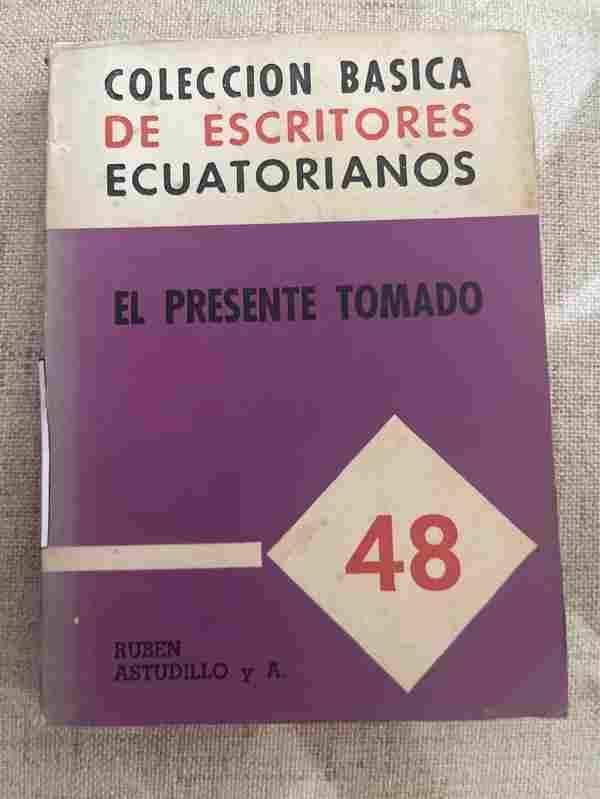 COLECCION BASICA
DE ESCRITORES
ECUATORIANOS
EL PRESENTE TOMADO
48
RUBEN
ASTUDILLO y A.